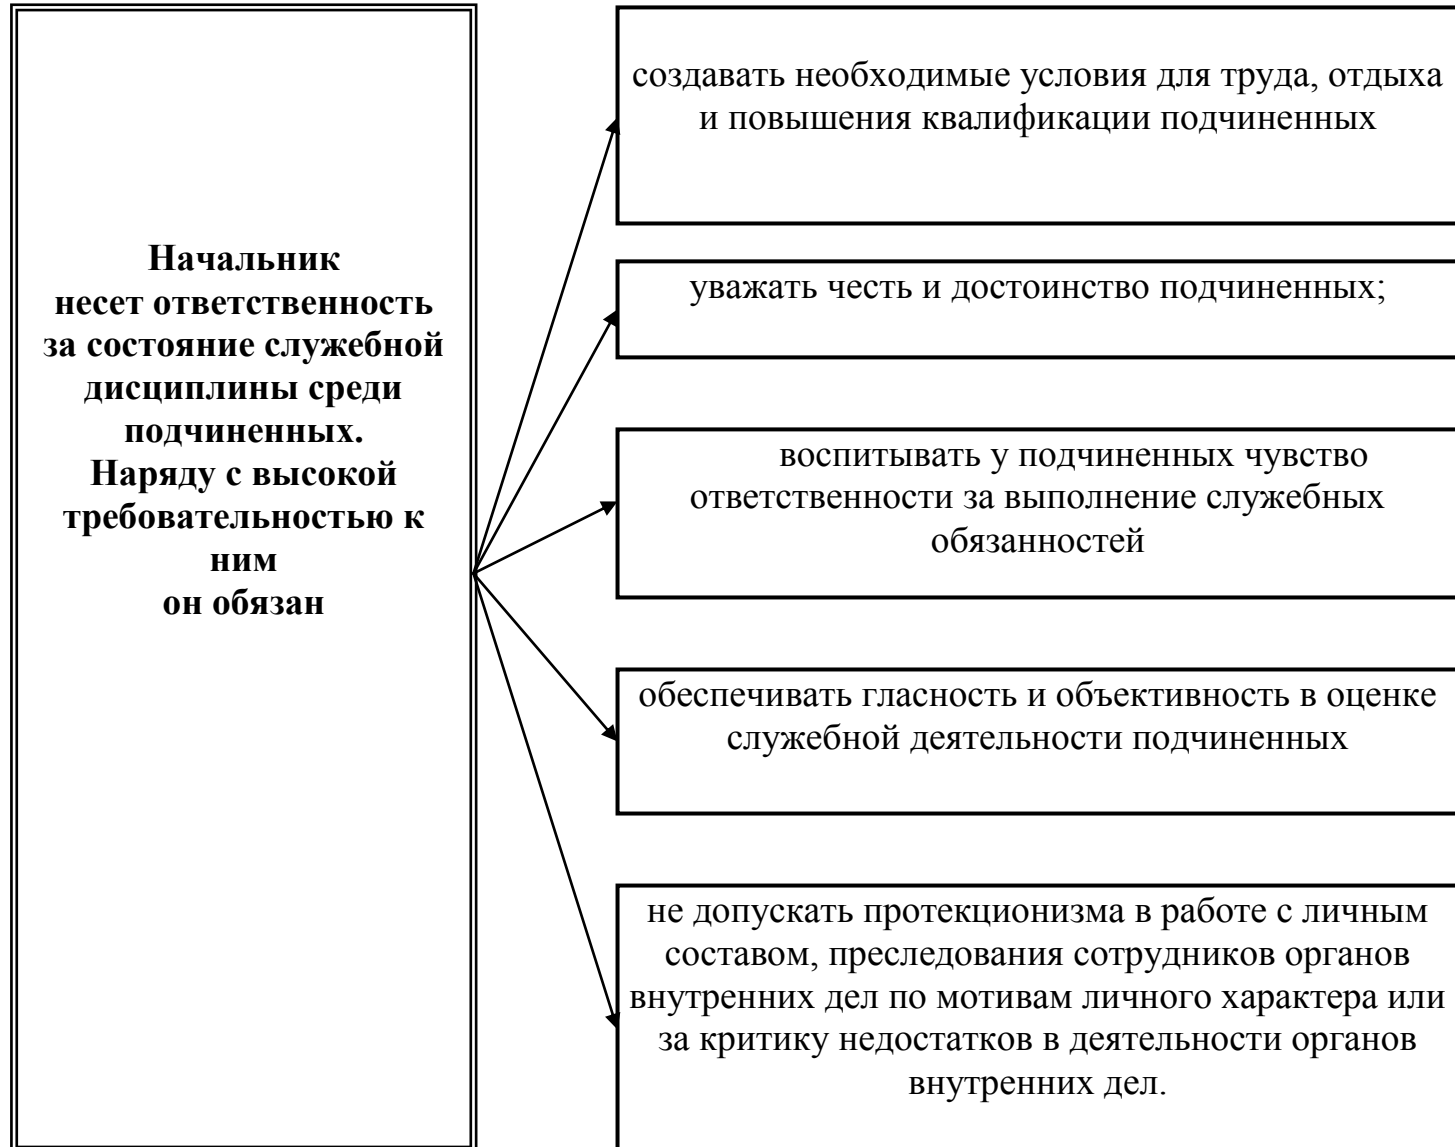 Начальник
несет ответственность
за состояние служебной
дисциплины среди
подчиненных.
Наряду с высокой
требовательностью к
ним
он обязан
создавать необходимые условия для труда, отдыха
и повышения квалификации подчиненных
уважать честь и достоинство подчиненных;
воспитывать у подчиненных чувство
ответственности за выполнение служебных
обязанностей
обеспечивать гласность и объективность в оценке
служебной деятельности подчиненных
не допускать протекционизма в работе с личным
составом, преследования сотрудников органов
внутренних дел по мотивам личного характера или
за критику недостатков в деятельности органов
внутренних дел.